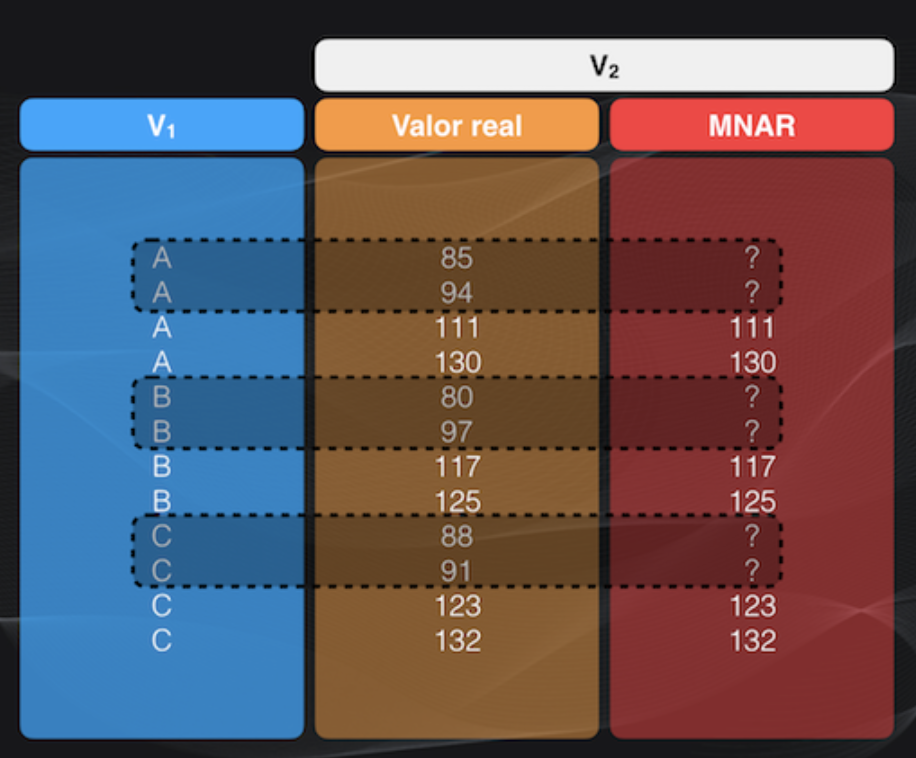 V₂
V₁ Valor real MNAR
A 85 ?
A 94 ?
A 111 111
A 130 130
B 80 ?
B 97 ?
B 117 117
B 125 125
C 88 ?
C 91 ?
C 123 123
C 132 132